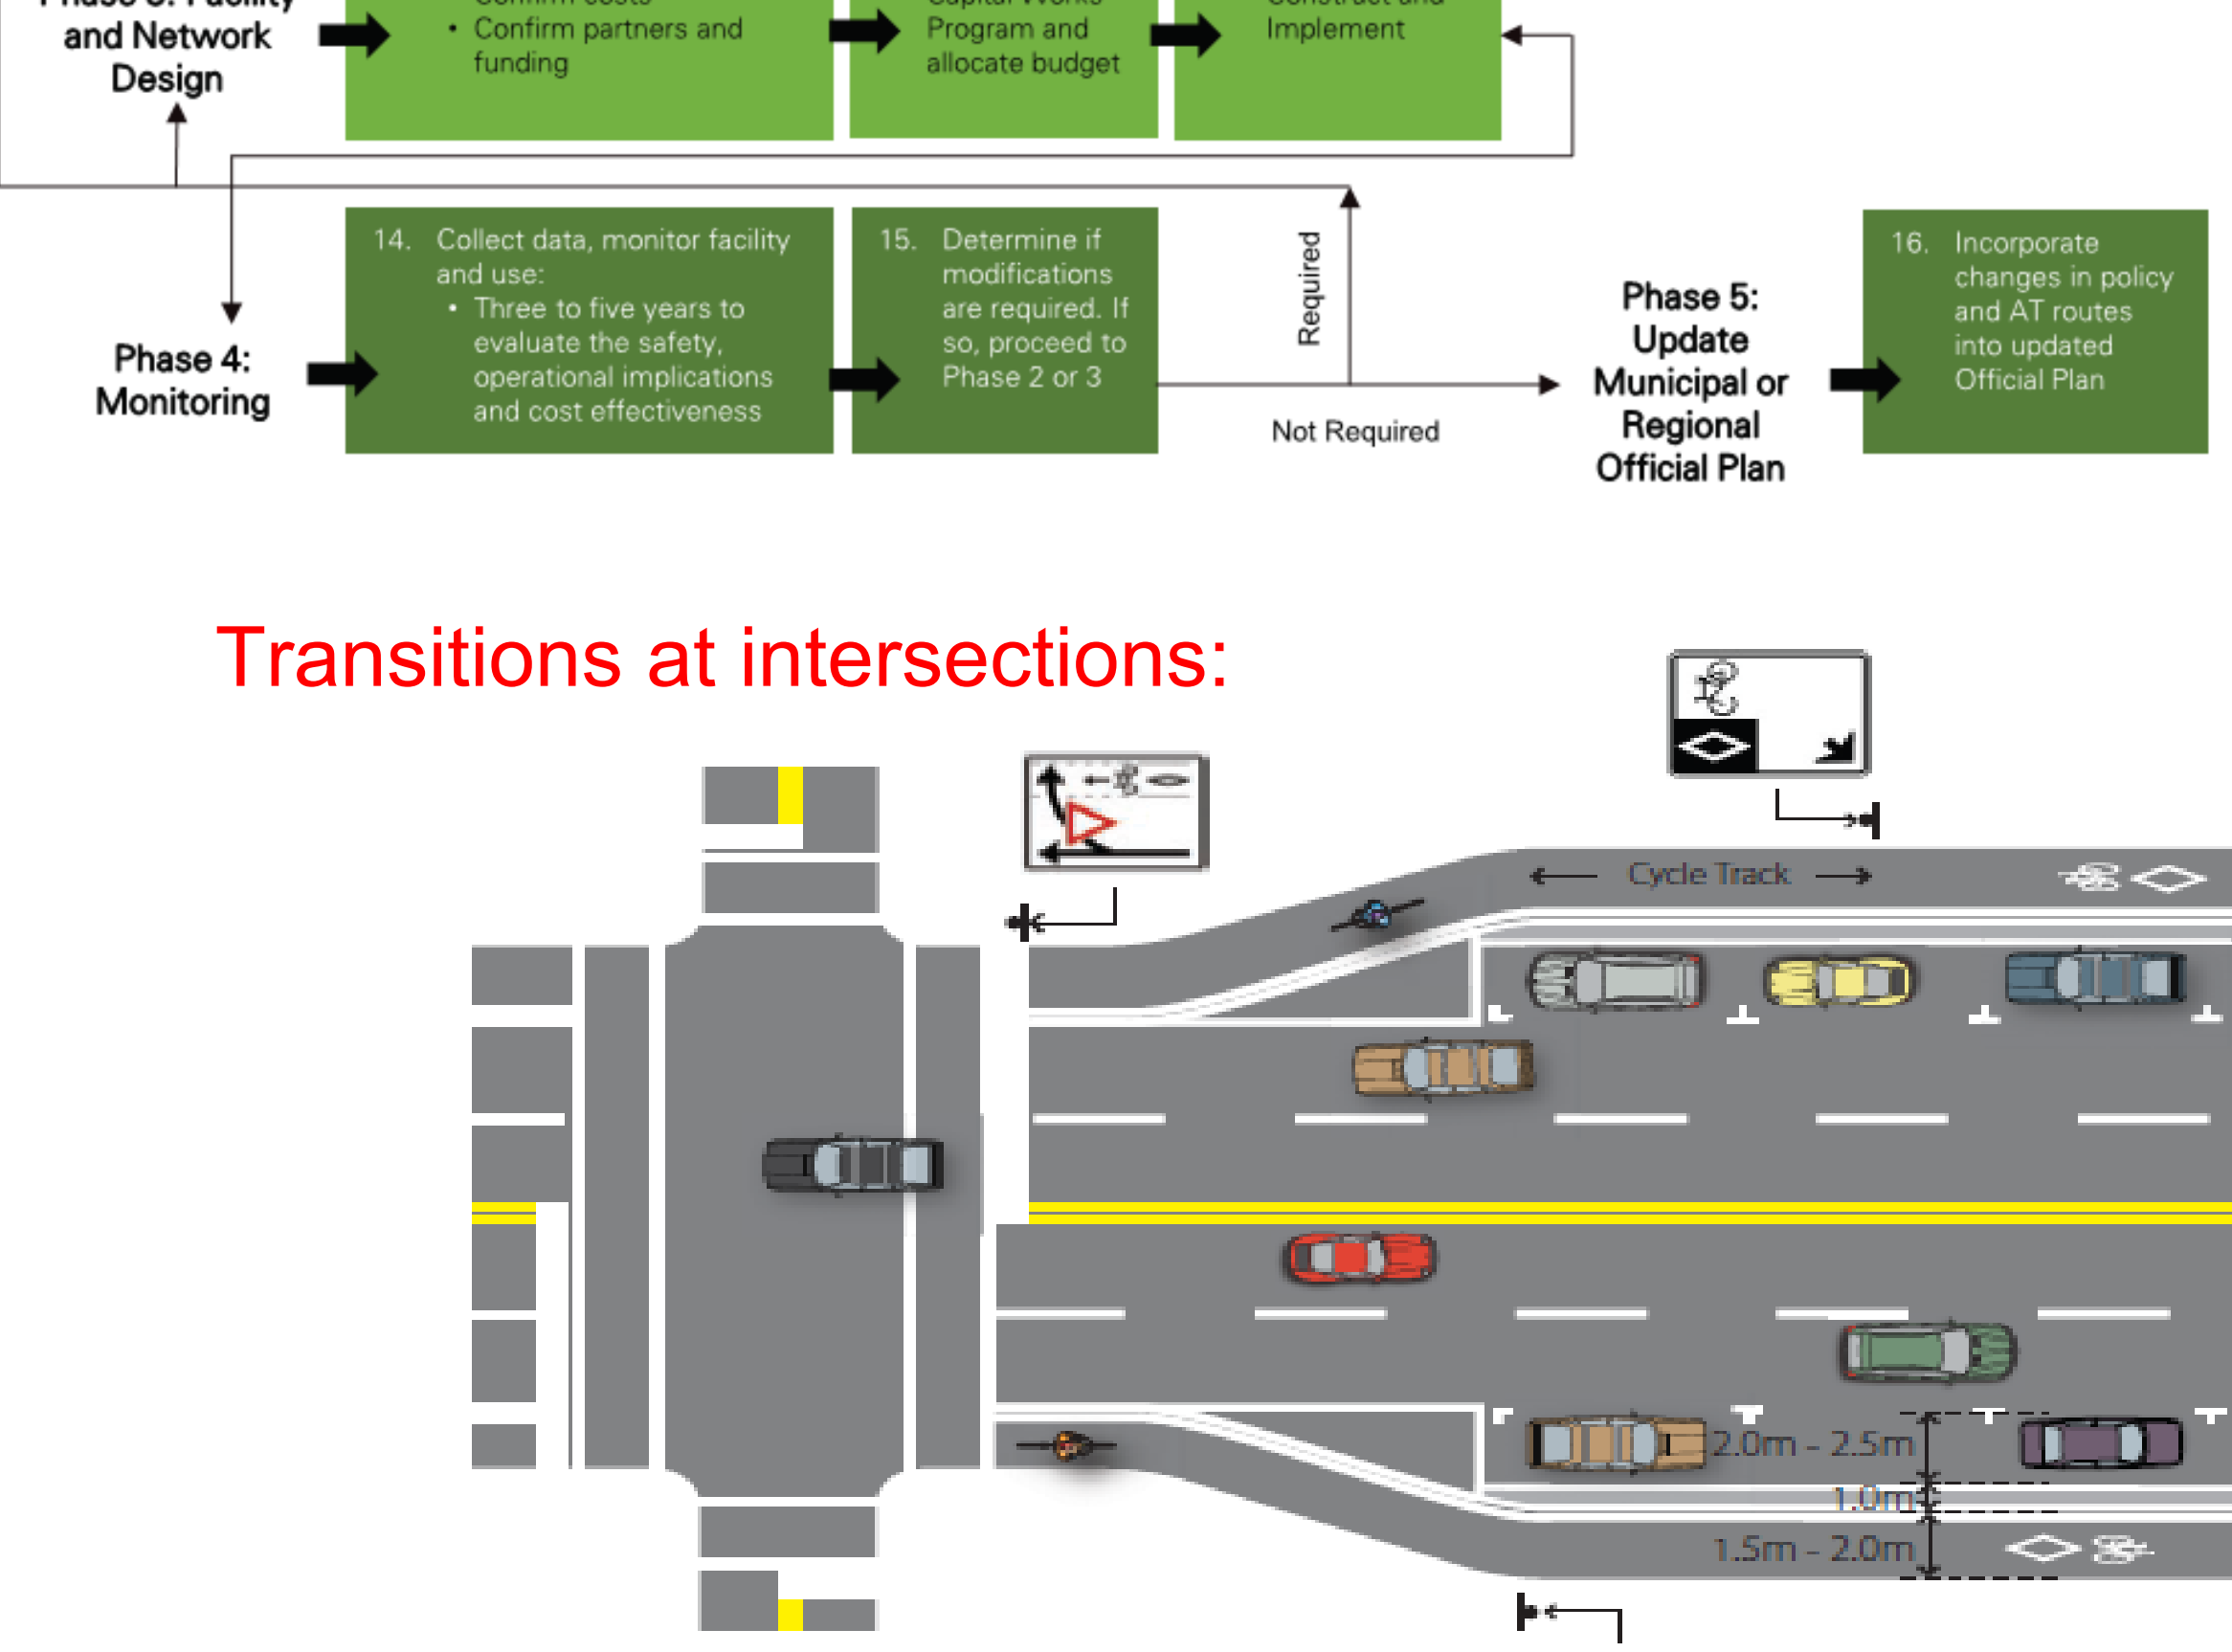 and Network
Design
• Confirm partners and
funding
Program and
allocate budget
Implement
14. Collect data, monitor facility
and use:
• Three to five years to
evaluate the safety,
operational implications
and cost effectiveness
Phase 4:
Monitoring
15. Determine if
modifications
are required. If
so, proceed to
Phase 2 or 3
Required
Not Required
Phase 5:
Update
Municipal or
Regional
Official Plan
16. Incorporate
changes in policy
and AT routes
into updated
Official Plan
Transitions at intersections:
Cycle Track
2.0m - 2.5m
1.0m
1.5m - 2.0m